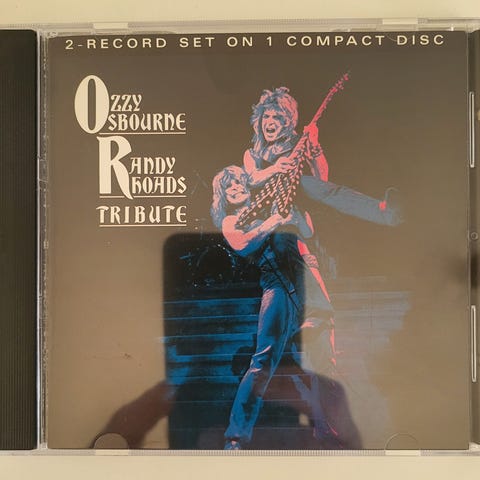 2-RECORD SET ON 1 COMPACT DISC
OZZY
OSBOURNE
RANDY
RHOADS
TRIBUTE